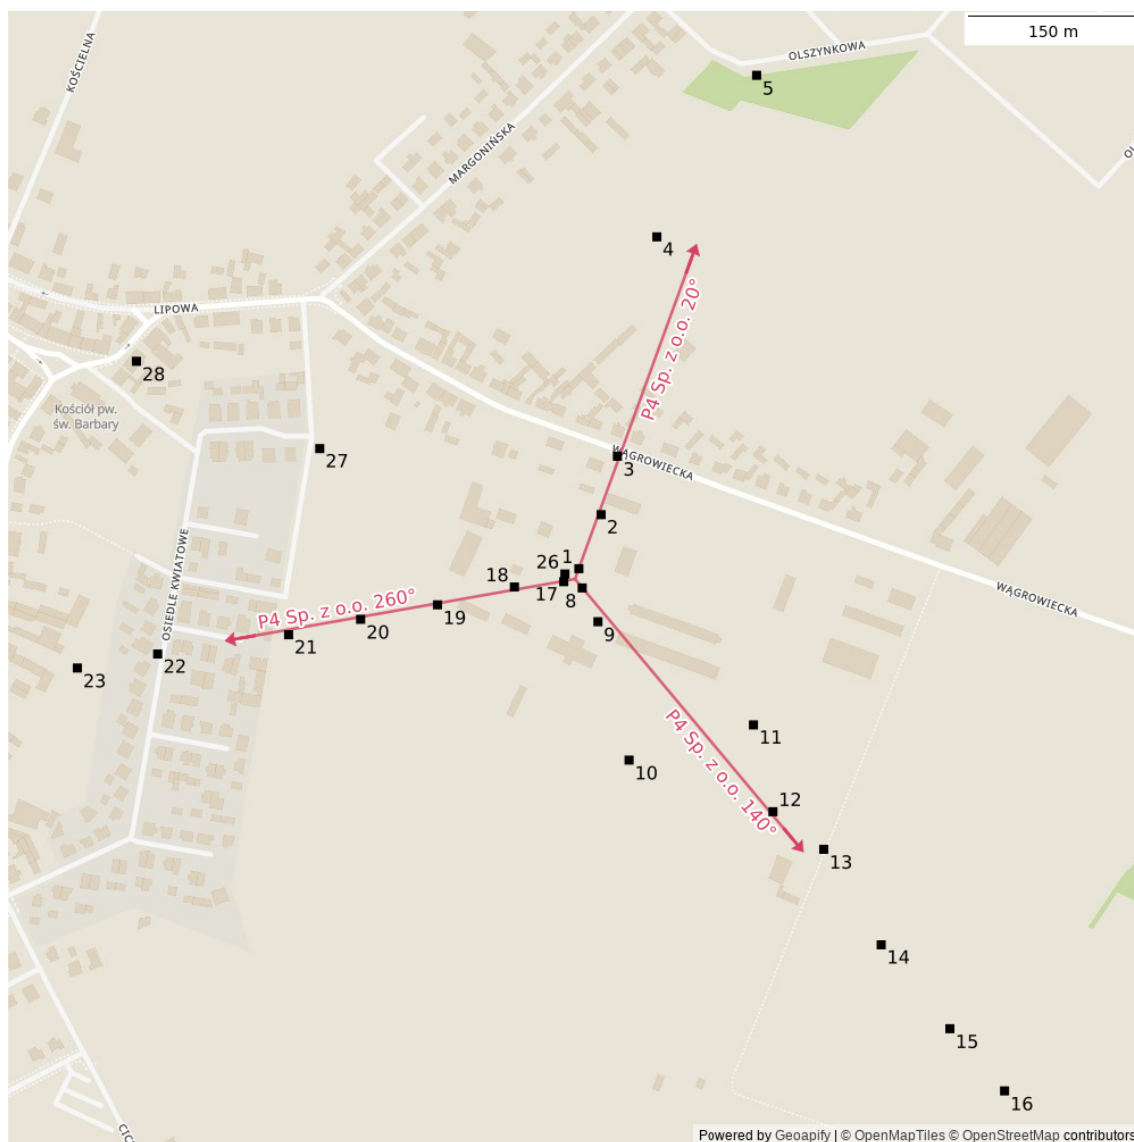 150 m
OLSZYNKOWA
KOŚCIELNA
5
MARGONIŃSKA
4
P4 Sp. z o.o. 20°
LIPOWA
28
Kościół pw.
św. Barbary
27
WĄGROWIECKA
3
2
1
26
18
17
8
WĄGROWIECKA
P4 Sp. z o.o. 260°
19
9
20
21
OSIEDLE KWIATOWE
22
23
11
P4 Sp. z o.o. 140°
10
12
13
14
15
16
Powered by Geoapify | © OpenMapTiles © OpenStreetMap contributors